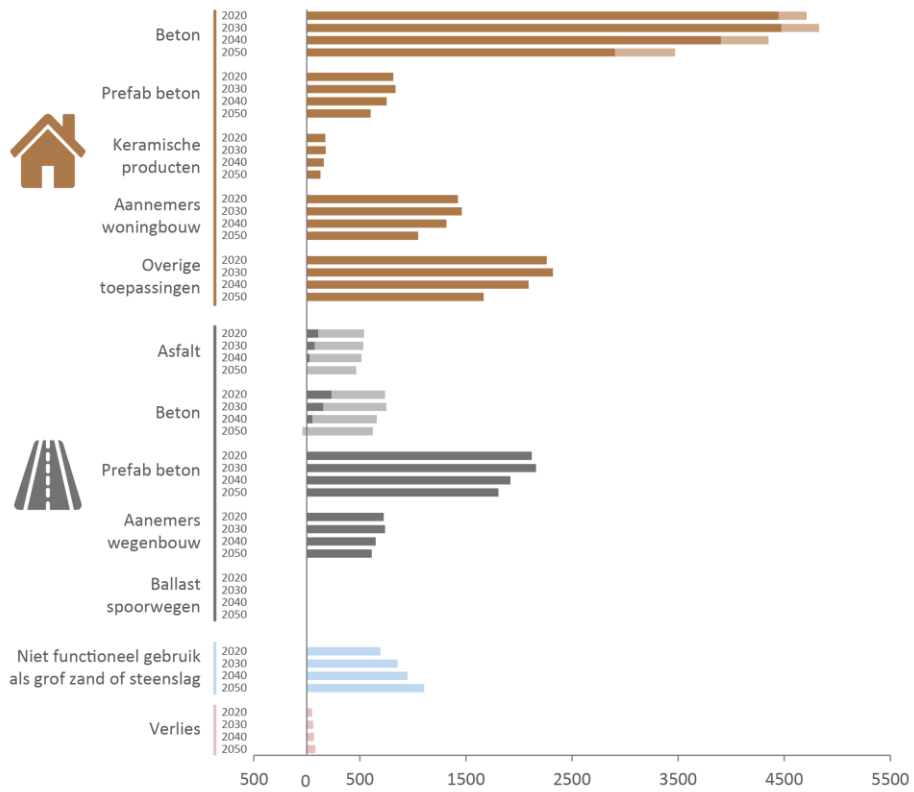 Beton
2020
2030
2040
2050
Prefab beton
2020
2030
2040
2050
Keramische
producten
2020
2030
2040
2050
Aannemers
woningbouw
2020
2030
2040
2050
Overige
toepassingen
2020
2030
2040
2050
Asfalt
2020
2030
2040
2050
Beton
2020
2030
2040
2050
Prefab beton
2020
2030
2040
2050
Aanemers
wegenbouw
2020
2030
2040
2050
Ballast
spoorwegen
2020
2030
2040
2050
Niet functioneel gebruik
als grof zand of steenslag
2020
2030
2040
2050
Verlies
2020
2030
2040
2050
500 0 500 1500 2500 3500 4500 5500